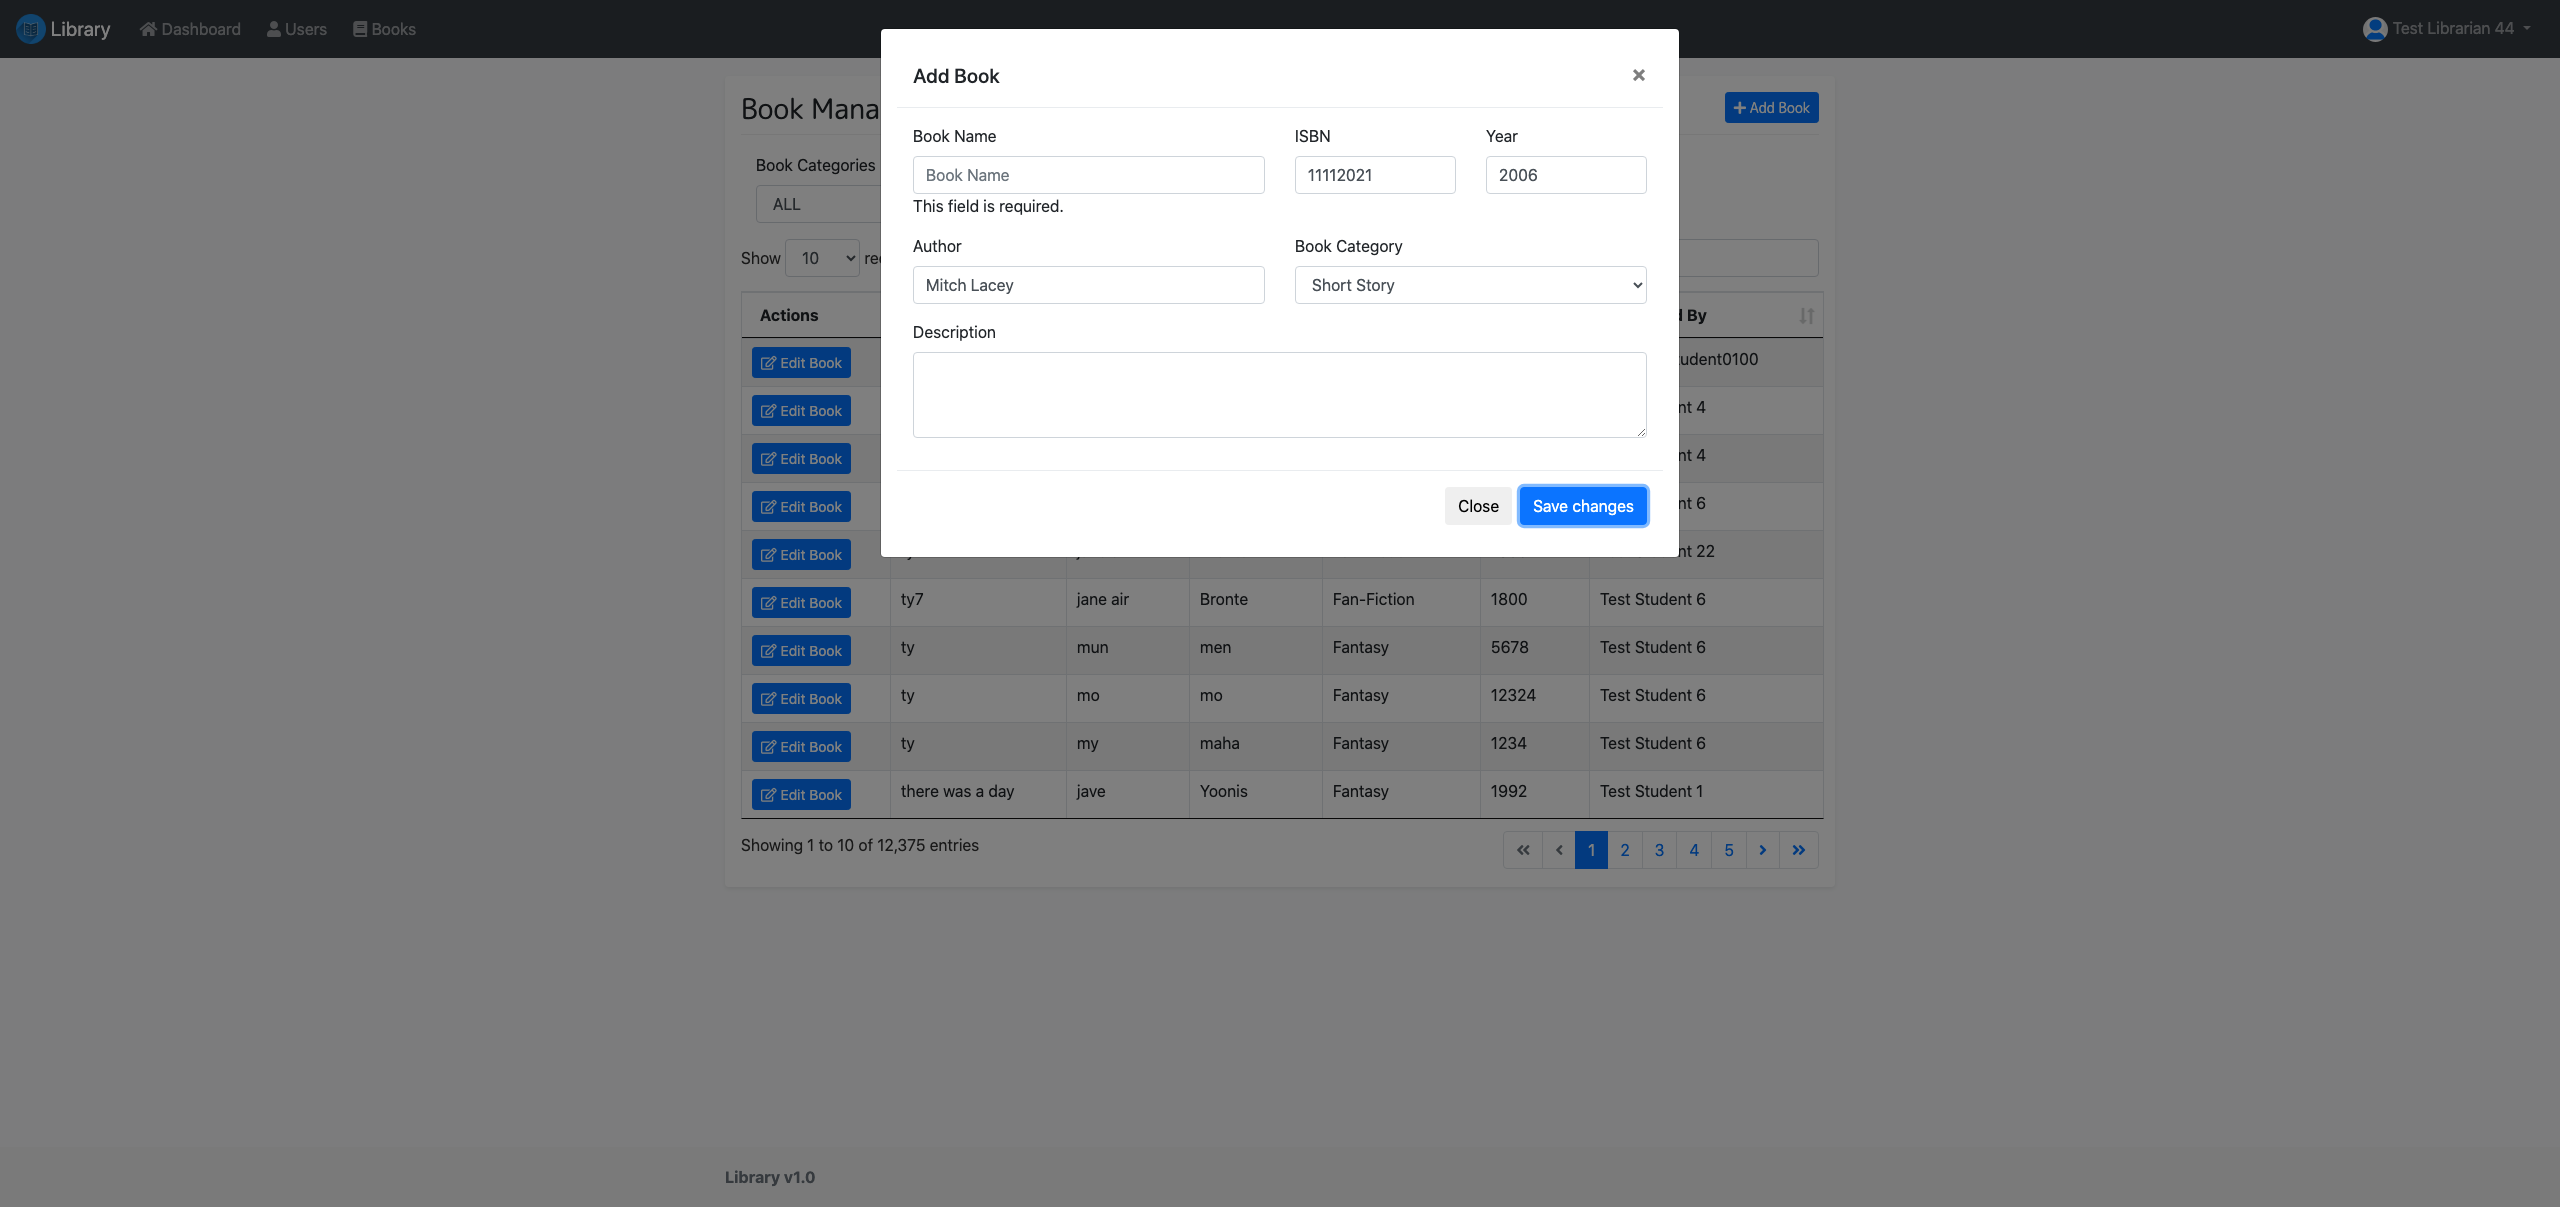 Library Dashboard Users Books Test Librarian 44
Add Book ×
Book Mana + Add Book
Book Name ISBN Year
Book Name 11112021 2006
This field is required.
Book Categories
ALL
Author Book Category
Mitch Lacey Short Story
Show 10
Description
Actions By
Edit Book udent0100
Edit Book nt 4
Edit Book nt 4
Edit Book nt 6
Close Save changes
Edit Book nt 22
Edit Book ty7 jane air Bronte Fan-Fiction 1800 Test Student 6
Edit Book ty mun men Fantasy 5678 Test Student 6
Edit Book ty mo mo Fantasy 12324 Test Student 6
Edit Book ty my maha Fantasy 1234 Test Student 6
Edit Book there was a day jave Yoonis Fantasy 1992 Test Student 1
Showing 1 to 10 of 12,375 entries « ‹ 1 2 3 4 5 › »
Library v1.0